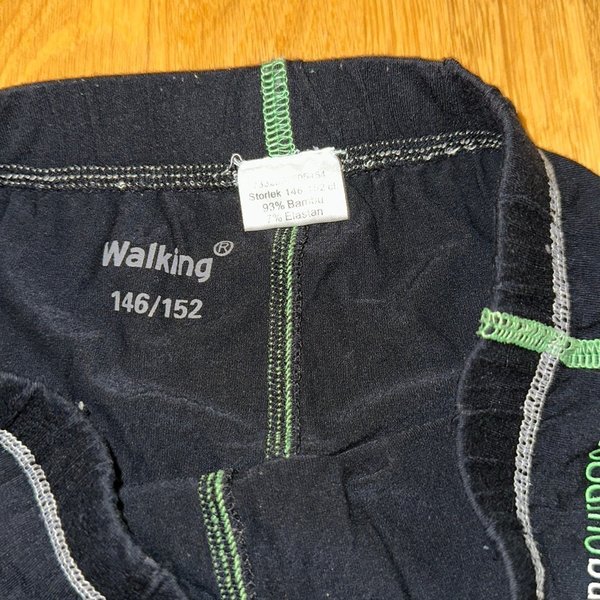 Storlek 146-152 cl
93% Bambu
7% Elastan
Walking®
146/152